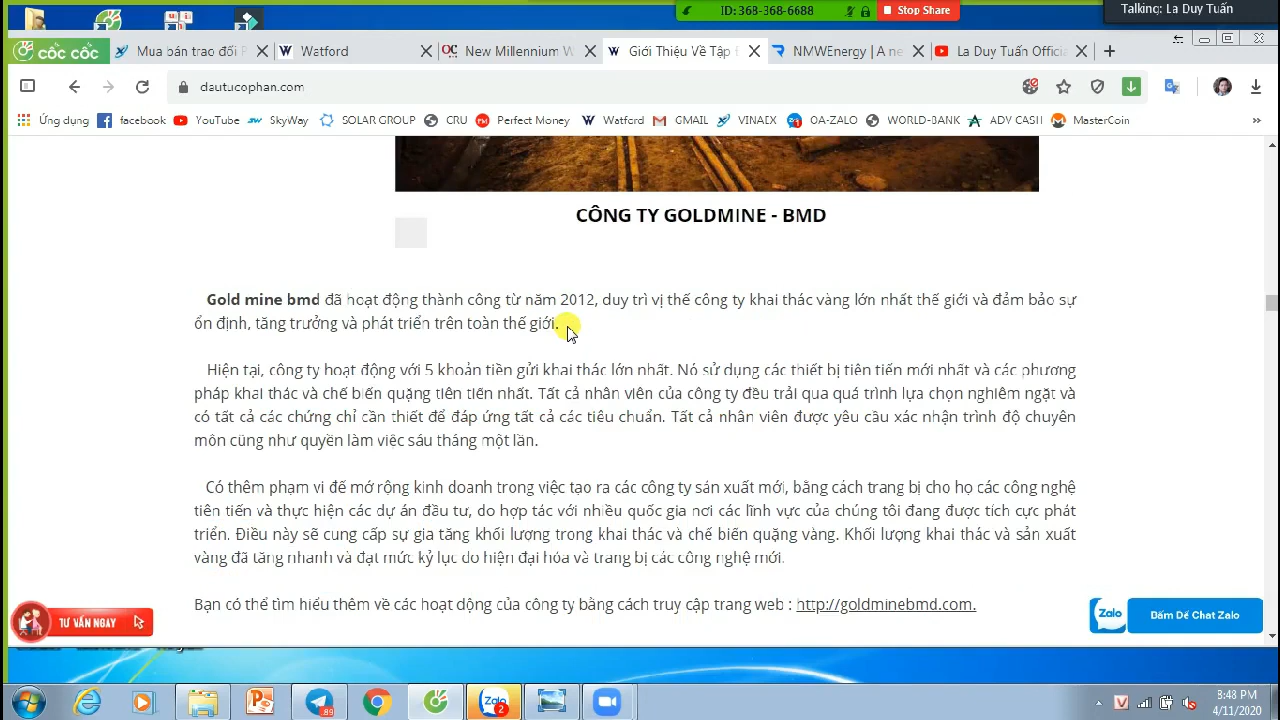 ID: 368-368-6688
Stop Share
Talking: La Duy Tuấn
cốc cốc
Mua bán trao đổi P
Watford
New Millenium W
Giới Thiệu Về Tập
NMWEnergy | A ne
La Duy Tuấn Officia
dautucophan.com
Ứng dụng
facebook
YouTube
SkyWay
SOLAR GROUP
CRU
Perfect Money
Watford
GMAIL
VINAEX
OA-ZALO
WORLD-BANK
ADV CASH
MasterCoin
CÔNG TY GOLDMINE - BMD
Gold mine bmd đã hoạt động thành công từ năm 2012, duy trì vị thế công ty khai thác vàng lớn nhất thế giới và đảm bảo sự
ổn định, tăng trưởng và phát triển trên toàn thế giới.
Hiện tại, công ty hoạt động với 5 khoản tiền gửi khai thác lớn nhất. Nó sử dụng các thiết bị tiên tiến mới nhất và các phương
pháp khai thác và chế biến quặng tiên tiến nhất. Tất cả nhân viên của công ty đều trải qua quá trình lựa chọn nghiêm ngặt và
có tất cả các chứng chỉ cần thiết để đáp ứng tất cả các tiêu chuẩn. Tất cả nhân viên được yêu cầu xác nhận trình độ chuyên
môn cũng như quyền làm việc sáu tháng một lần.
Có thêm phạm vi để mở rộng kinh doanh trong việc tạo ra các công ty sản xuất mới, bằng cách trang bị cho họ các công nghệ
tiên tiến và thực hiện các dự án đầu tư, do hợp tác với nhiều quốc gia nơi các lĩnh vực của chúng tôi đang được tích cực phát
triển. Điều này sẽ cung cấp sự gia tăng khối lượng trong khai thác và chế biến quặng vàng. Khối lượng khai thác và sản xuất
vàng đã tăng nhanh và đạt mức kỷ lục do hiện đại hóa và trang bị các công nghệ mới.
Bạn có thể tìm hiểu thêm về các hoạt động của công ty bằng cách truy cập trang web : http://goldminebmd.com.
TƯ VẤN NGAY
Zalo
Bấm Để Chat Zalo
89
Zalo
2
8:48 PM
4/11/2020